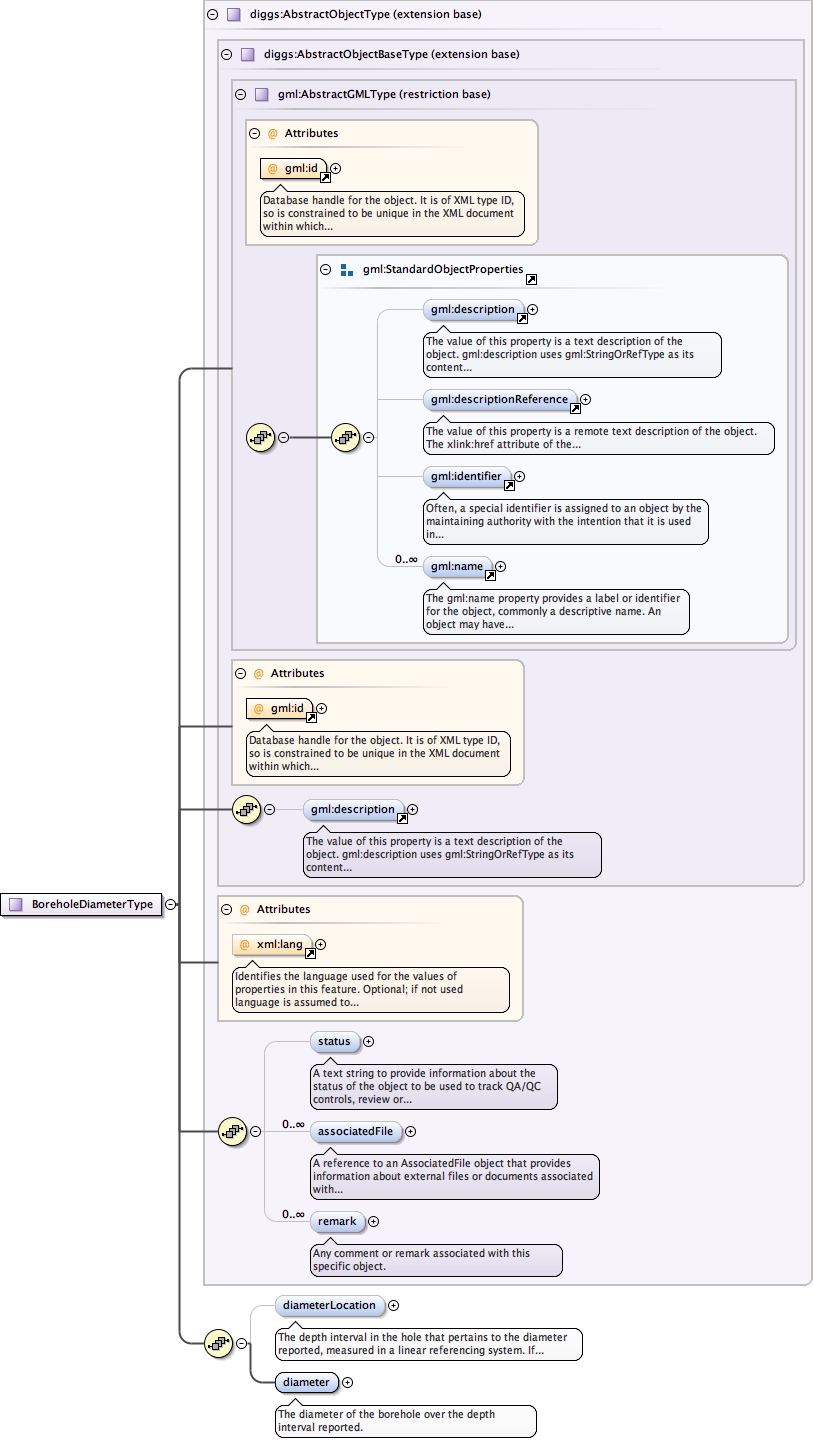 diggs:AbstractObjectType (extension base)
diggs:AbstractObjectBaseType (extension base)
gml:AbstractGMLType (restriction base)
@ Attributes
@ gml:id
Database handle for the object. It is of XML type ID,
so is constrained to be unique in the XML document
within which...
gml:StandardObjectProperties
gml:description
The value of this property is a text description of the
object. gml:description uses gml:StringOrRefType as its
content...
gml:descriptionReference
The value of this property is a remote text description of the object.
The xlink:href attribute of the...
gml:identifier
Often, a special identifier is assigned to an object by the
maintaining authority with the intention that it is used
in...
0..∞
gml:name
The gml:name property provides a label or identifier
for the object, commonly a descriptive name. An
object may have...
@ Attributes
@ gml:id
Database handle for the object. It is of XML type ID,
so is constrained to be unique in the XML document
within which...
gml:description
The value of this property is a text description of the
object. gml:description uses gml:StringOrRefType as its
content...
BoreholeDiameterType
@ Attributes
@ xml:lang
Identifies the language used for the values of
properties in this feature. Optional; if not used
language is assumed to...
status
A text string to provide information about the
status of the object to be used to track QA/QC
controls, review or...
0..∞
associatedFile
A reference to an AssociatedFile object that provides
information about external files or documents associated
with...
0..∞
remark
Any comment or remark associated with this
specific object.
diameterLocation
The depth interval in the hole that pertains to the diameter
reported, measured in a linear referencing system. If...
diameter
The diameter of the borehole over the depth
interval reported.